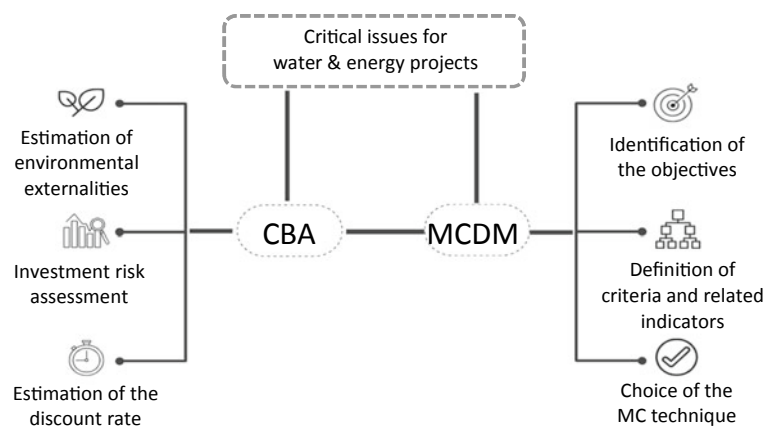 Critical issues for
water & energy projects
Estimation of
environmental
externalities
Investment risk
assessment
Estimation of the
discount rate
CBA
MCDM
Identification of
the objectives
Definition of
criteria and related
indicators
Choice of the
MC technique